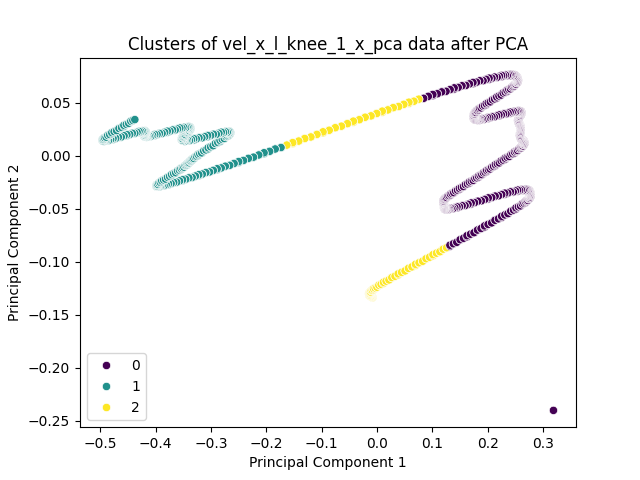 Clusters of vel_x_l_knee_1_x_pca data after PCA
0.05
0.00
−0.05
−0.10
−0.15
−0.20
−0.25
Principal Component 2
0
1
2
−0.5 −0.4 −0.3 −0.2 −0.1 0.0 0.1 0.2 0.3
Principal Component 1